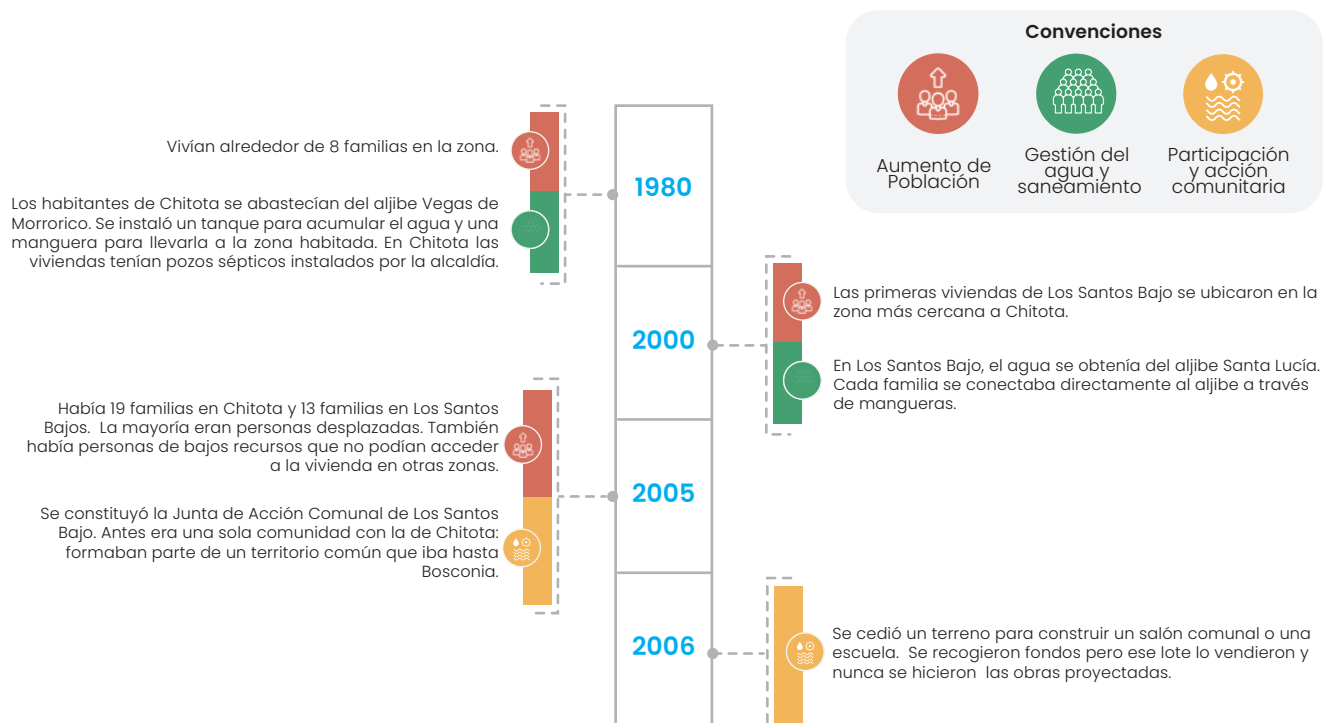 Convenciones
Aumento de
Población
Gestión del
agua y
saneamiento
Participación
y acción
comunitaria
1980
Vivían alrededor de 8 familias en la zona.
Los habitantes de Chitota se abastecían del aljibe Vegas de
Morrorico. Se instaló un tanque para acumular el agua y una
manguera para llevarla a la zona habitada. En Chitota las
viviendas tenían pozos sépticos instalados por la alcaldía.
2000
Las primeras viviendas de Los Santos Bajo se ubicaron en la
zona más cercana a Chitota.
En Los Santos Bajo, el agua se obtenía del aljibe Santa Lucía.
Cada familia se conectaba directamente al aljibe a través
de mangueras.
2005
Había 19 familias en Chitota y 13 familias en Los Santos
Bajos. La mayoría eran personas desplazadas. También
había personas de bajos recursos que no podían acceder
a la vivienda en otras zonas.
Se constituyó la Junta de Acción Comunal de Los Santos
Bajo. Antes era una sola comunidad con la de Chitota:
formaban parte de un territorio común que iba hasta
Bosconia.
2006
Se cedió un terreno para construir un salón comunal o una
escuela. Se recogieron fondos pero ese lote lo vendieron y
nunca se hicieron las obras proyectadas.